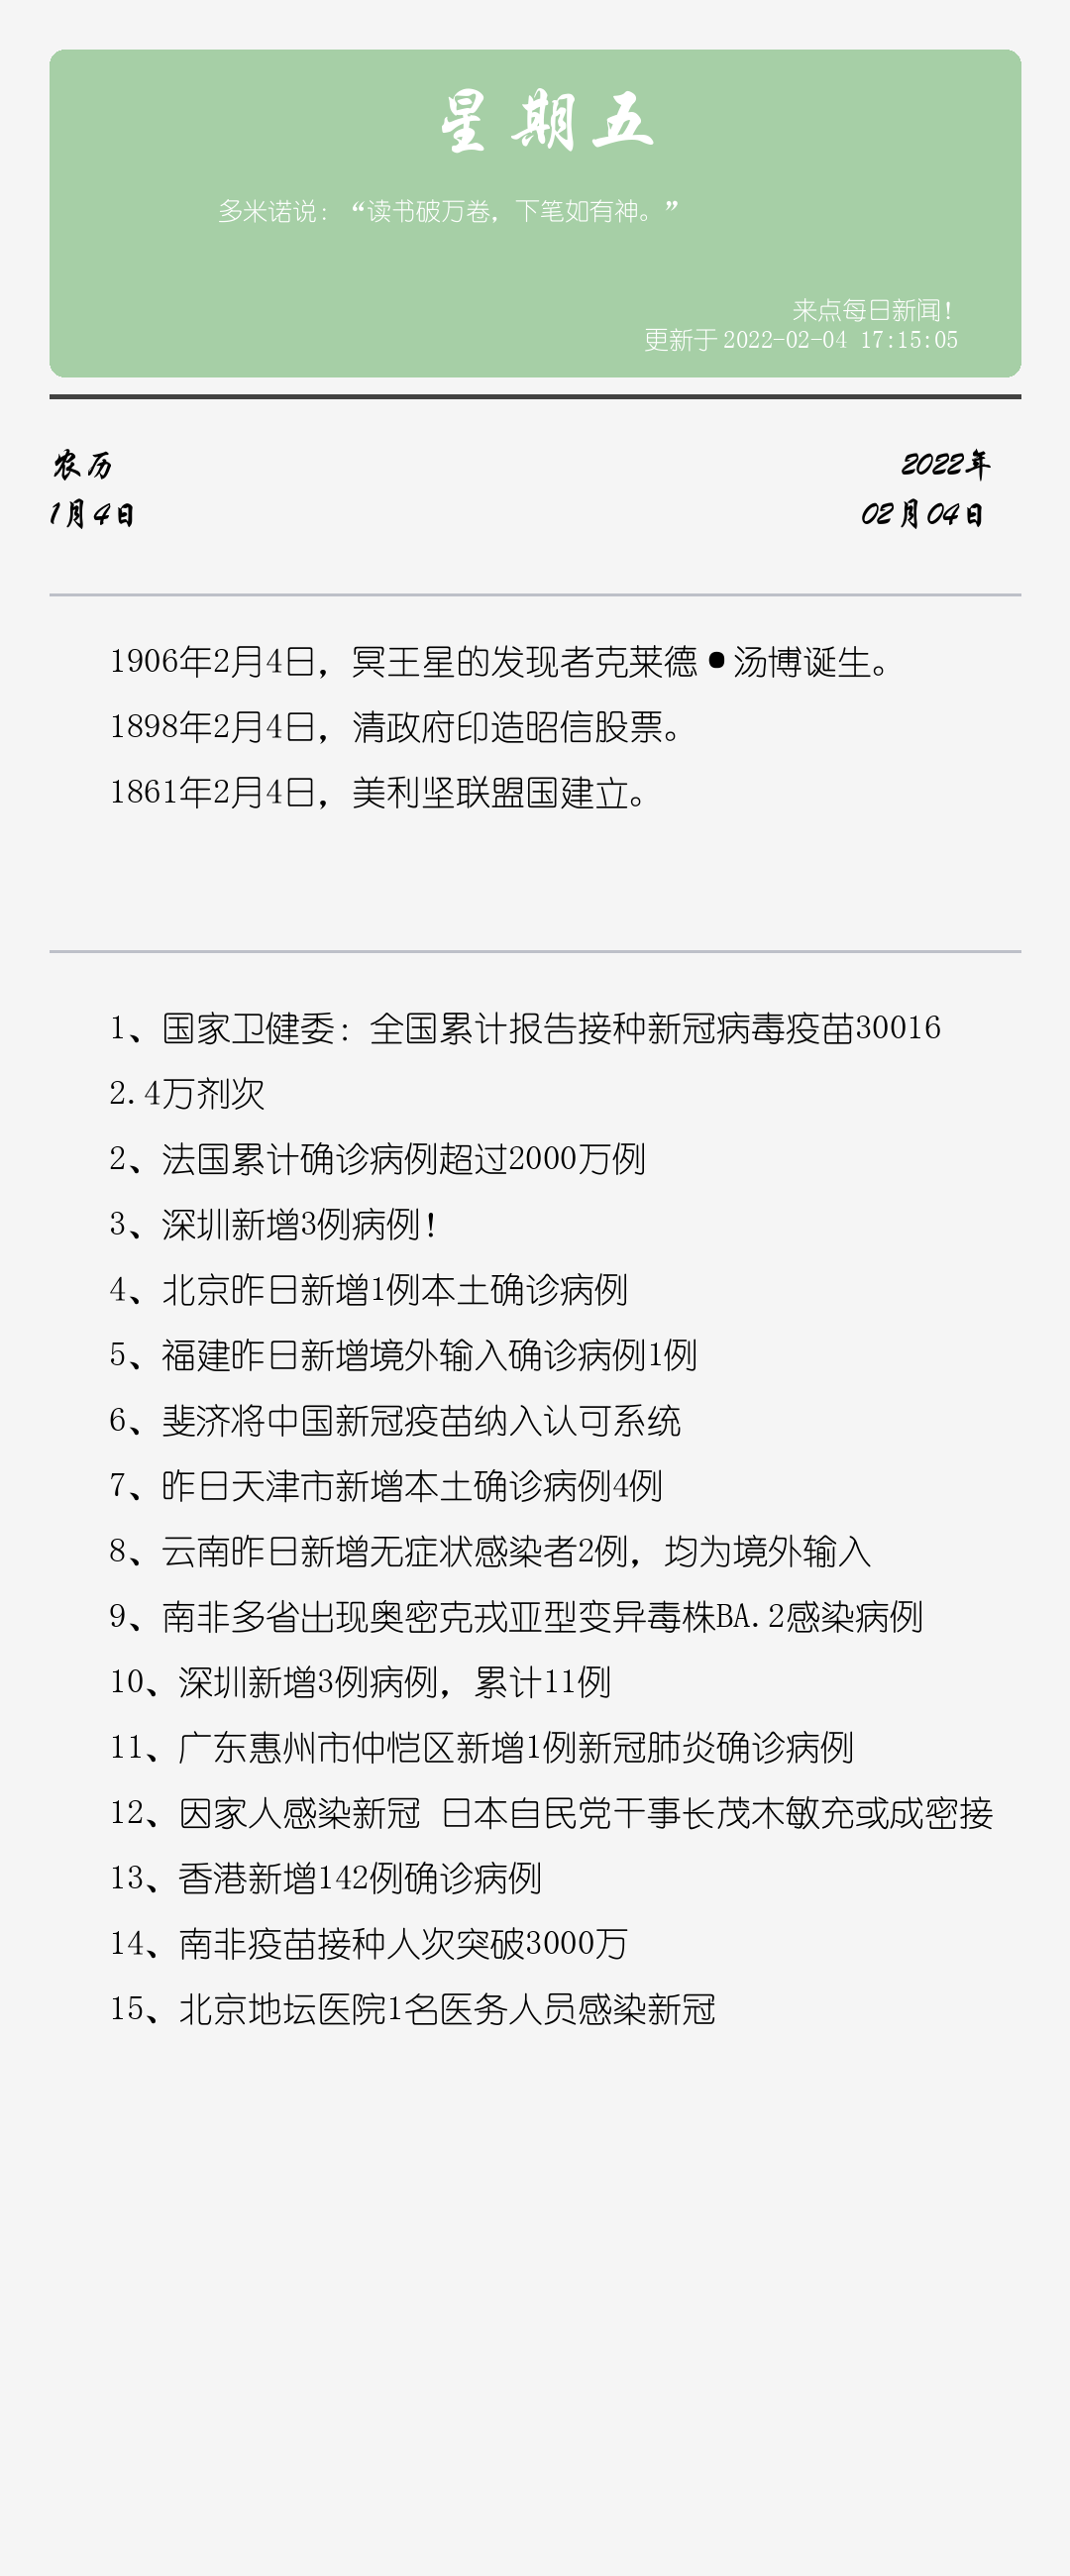 星期五
多米诺说：“读书破万卷，下笔如有神。”
来点每日新闻！
更新于 2022-02-04 17:15:05
农历
2022年
1月4日
02月04日
1906年2月4日，冥王星的发现者克莱德•汤博诞生。
1898年2月4日，清政府印造昭信股票。
1861年2月4日，美利坚联盟国建立。
1、国家卫健委：全国累计报告接种新冠病毒疫苗30016
2.4万剂次
2、法国累计确诊病例超过2000万例
3、深圳新增3例病例！
4、北京昨日新增1例本土确诊病例
5、福建昨日新增境外输入确诊病例1例
6、斐济将中国新冠疫苗纳入认可系统
7、昨日天津市新增本土确诊病例4例
8、云南昨日新增无症状感染者2例，均为境外输入
9、南非多省出现奥密克戎亚型变异毒株BA.2感染病例
10、深圳新增3例病例，累计11例
11、广东惠州市仲恺区新增1例新冠肺炎确诊病例
12、因家人感染新冠 日本自民党干事长茂木敏充或成密接
13、香港新增142例确诊病例
14、南非疫苗接种人次突破3000万
15、北京地坛医院1名医务人员感染新冠